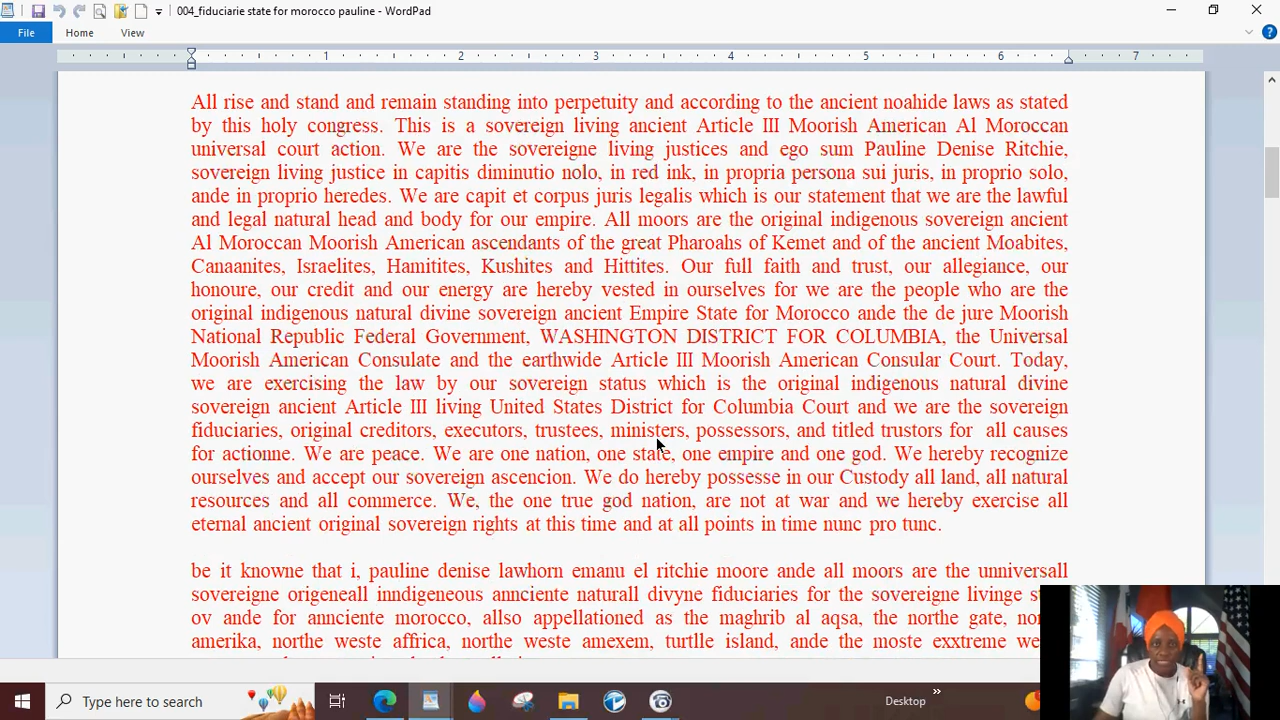 004_fiduciarie state for morocco pauline - WordPad
File Home View
1 2 3 4 5 6 7
All rise and stand and remain standing into perpetuity and according to the ancient noahide laws as stated
by this holy congress. This is a sovereign living ancient Article III Moorish American Al Moroccan
universal court action. We are the sovereigne living justices and ego sum Pauline Denise Ritchie,
sovereign living justice in capitis diminutio nolo, in red ink, in propria persona sui juris, in proprio solo,
ande in proprio heredes. We are capit et corpus juris legalis which is our statement that we are the lawful
and legal natural head and body for our empire. All moors are the original indigenous sovereign ancient
Al Moroccan Moorish American ascendants of the great Pharoahs of Kemet and of the ancient Moabites,
Canaanites, Israelites, Hamitites, Kushites and Hittites. Our full faith and trust, our allegiance, our
honoure, our credit and our energy are hereby vested in ourselves for we are the people who are the
original indigenous natural divine sovereign ancient Empire State for Morocco ande the de jure Moorish
National Republic Federal Government, WASHINGTON DISTRICT FOR COLUMBIA, the Universal
Moorish American Consulate and the earthwide Article III Moorish American Consular Court. Today,
we are exercising the law by our sovereign status which is the original indigenous natural divine
sovereign ancient Article III living United States District for Columbia Court and we are the sovereign
fiduciaries, original creditors, executors, trustees, ministers, possessors, and titled trustors for all causes
for actionne. We are peace. We are one nation, one state, one empire and one god. We hereby recognize
ourselves and accept our sovereign ascencion. We do hereby possesse in our Custody all land, all natural
resources and all commerce. We, the one true god nation, are not at war and we hereby exercise all
eternal ancient original sovereign rights at this time and at all points in time nunc pro tunc.
be it knowne that i, pauline denise lawhorn emanu el ritchie moore ande all moors are the unniversall
sovereigne origeneall inndigeneous annciente naturall divyne fiduciaries for the sovereigne livinge
ov ande for annciente morocco, allso appellationed as the maghrib al aqsa, the northe gate,
amerika, northe weste affrica, northe weste amexem, turtlle island, ande the moste exxtreme
Type here to search
Desktop